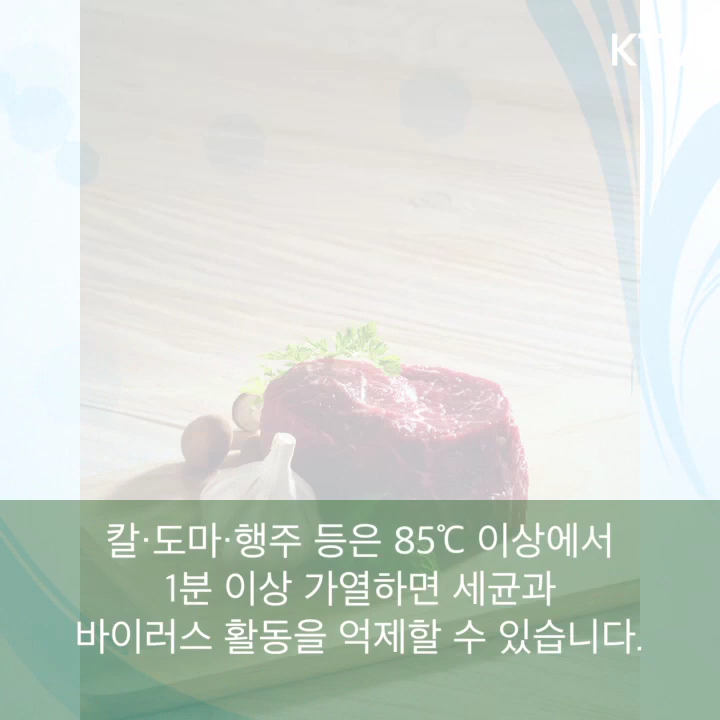 칼·도마·행주 등은 85℃ 이상에서
1분 이상 가열하면 세균과
바이러스 활동을 억제할 수 있습니다.